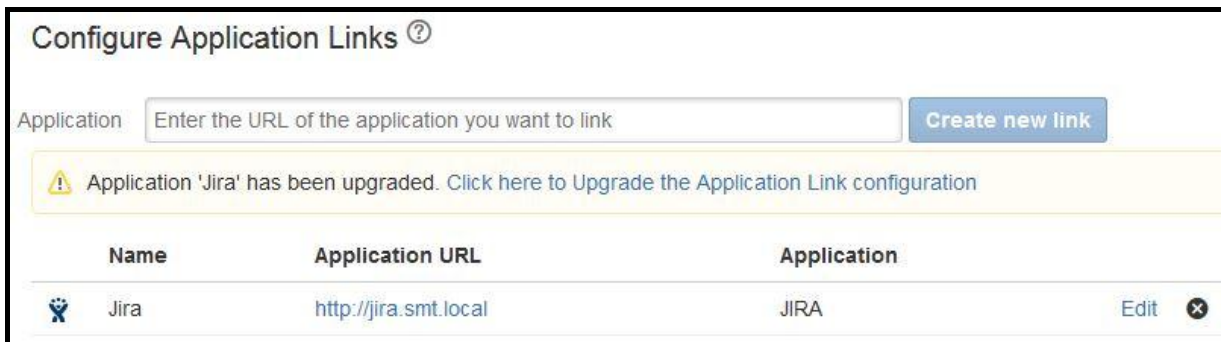 Configure Application Links ?
Application Enter the URL of the application you want to link Create new link
Application 'Jira' has been upgraded. Click here to Upgrade the Application Link configuration
Name Application URL Application
Jira http://jira.smt.local JIRA Edit